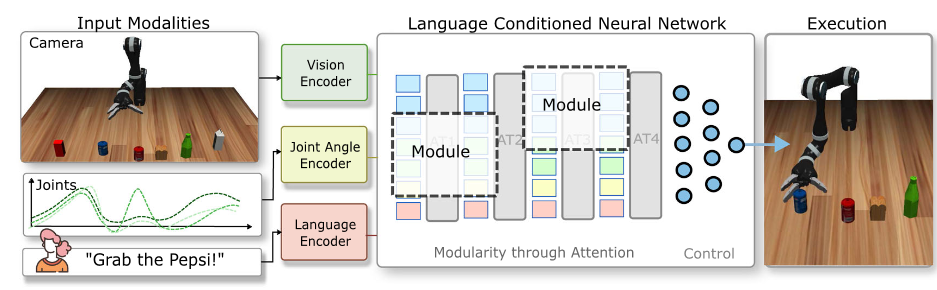 Input Modalities
Language Conditioned Neural Network
Execution
Camera
Vision
Encoder
Joint Angle
Encoder
Language
Encoder
Joints
"Grab the Pepsi!"
AT1
AT2
AT3
AT4
Module
Module
Modularity through Attention
Control